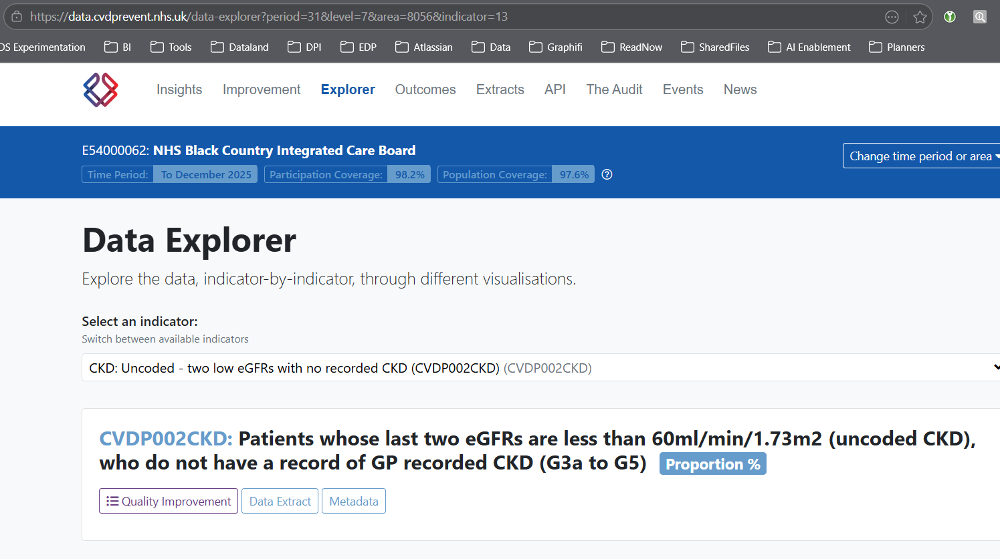 https://data.cvdprevent.nhs.uk/data-explorer?period=31&level=7&area=8056&indicator=13
DS Experimentation BI Tools Dataland DPI EDP Atlassian Data Graphifi ReadNow SharedFiles AI Enablement Planners
Insights Improvement Explorer Outcomes Extracts API The Audit Events News
E54000062: NHS Black Country Integrated Care Board
Change time period or area
Time Period: To December 2025 Participation Coverage: 98.2% Population Coverage: 97.6% ?
Data Explorer
Explore the data, indicator-by-indicator, through different visualisations.
Select an indicator:
Switch between available indicators
CKD: Uncoded - two low eGFRs with no recorded CKD (CVDP002CKD) (CVDP002CKD)
CVDP002CKD: Patients whose last two eGFRs are less than 60ml/min/1.73m2 (uncoded CKD),
who do not have a record of GP recorded CKD (G3a to G5) Proportion %
Quality Improvement Data Extract Metadata